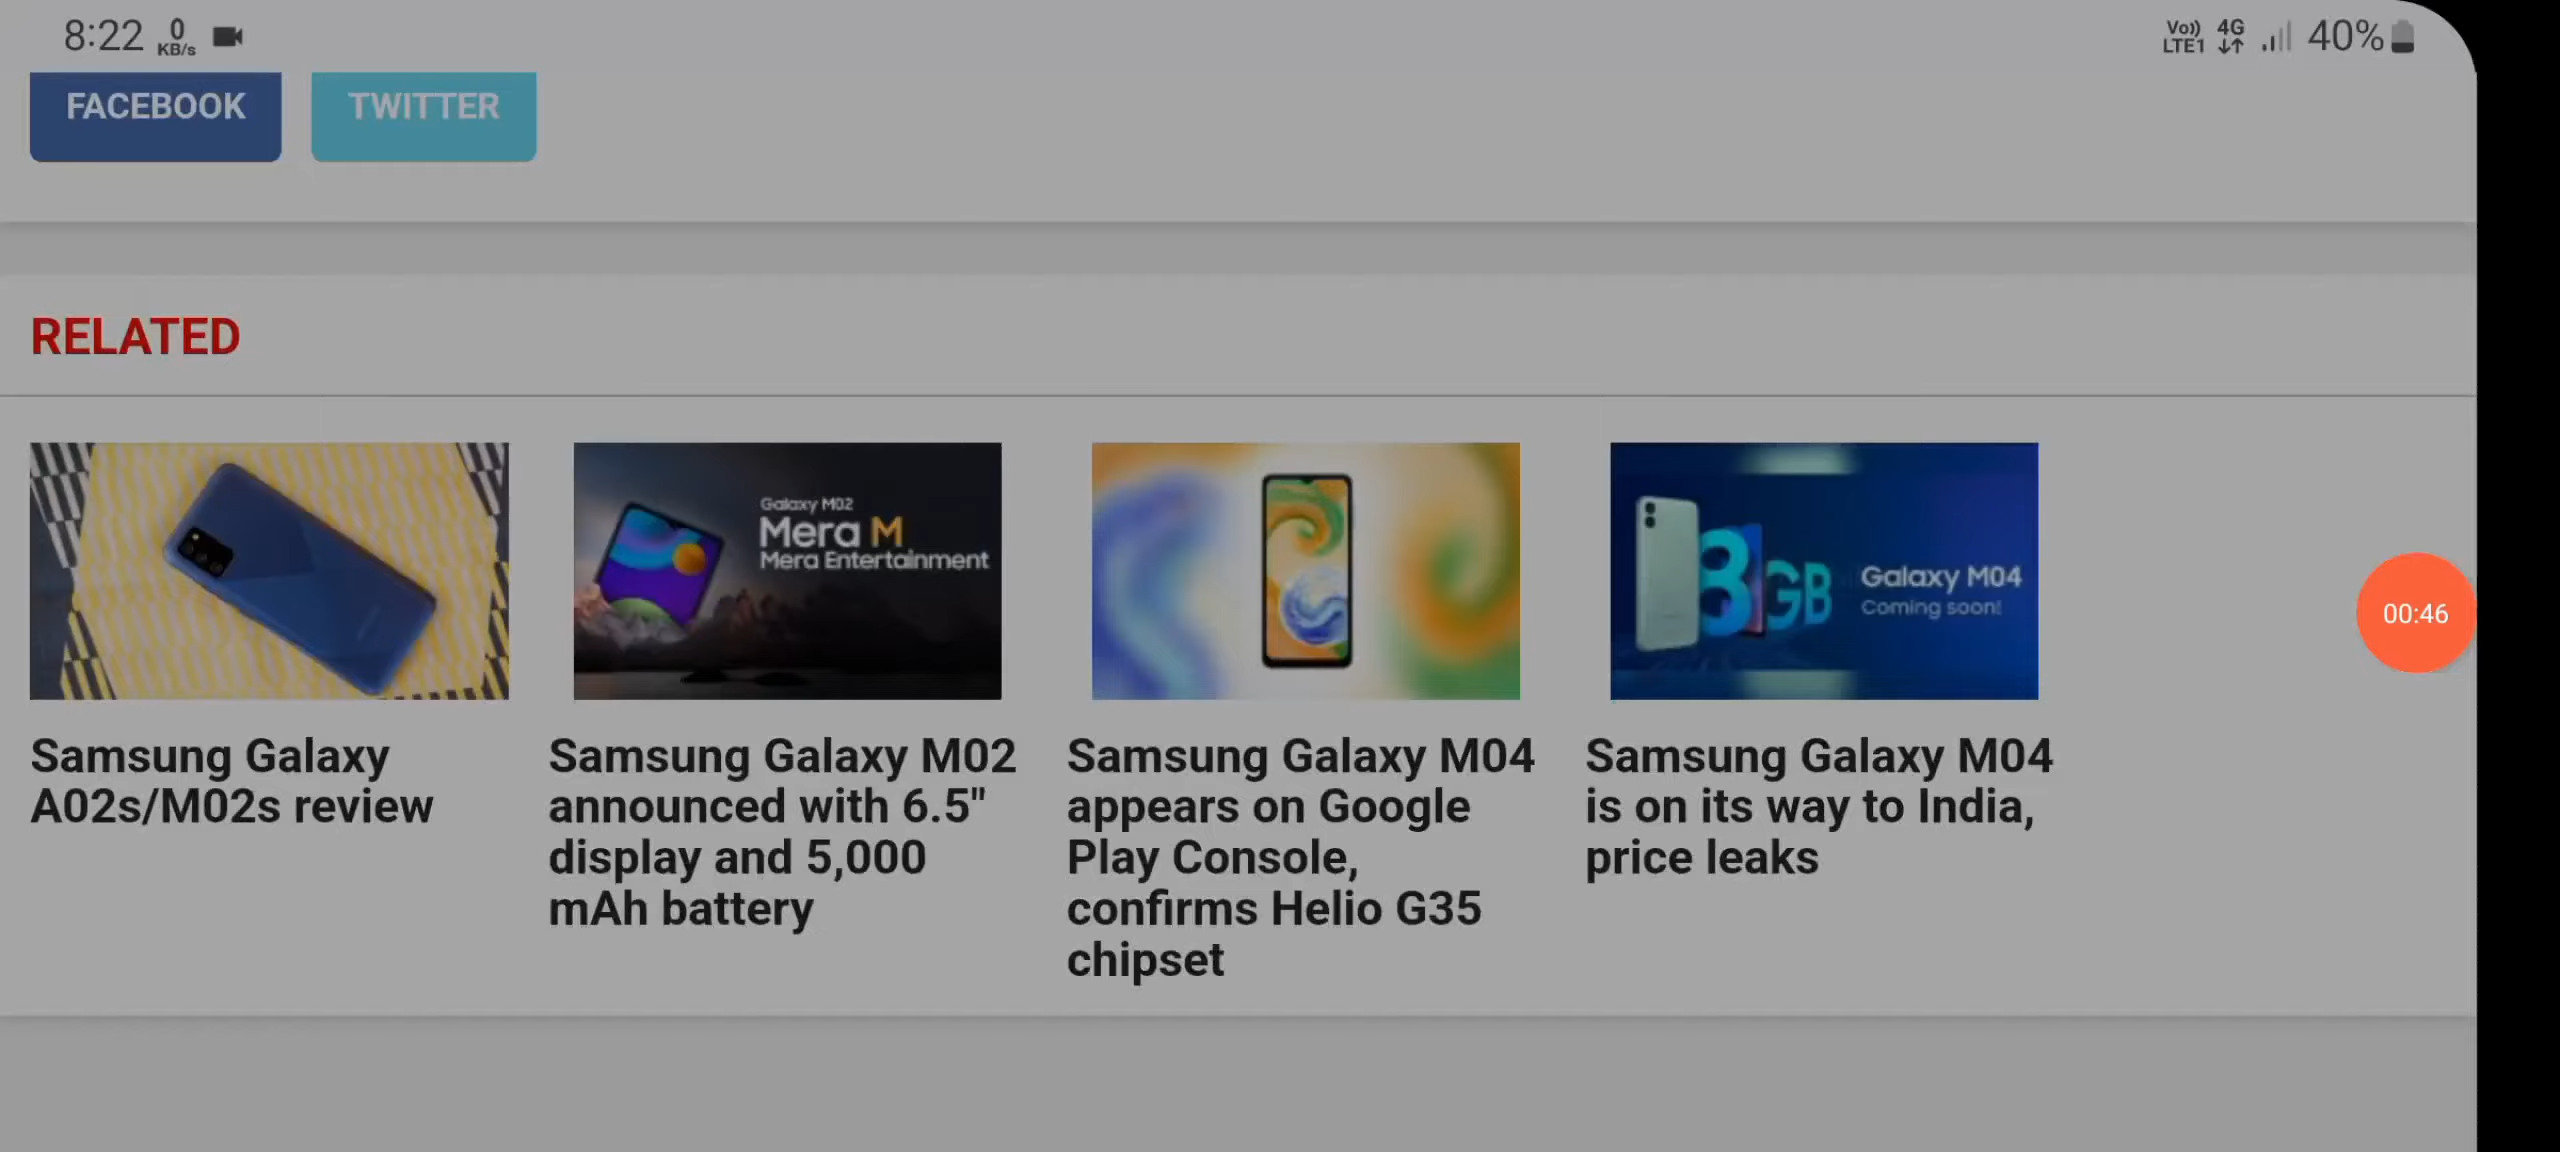 8:22 0 KB/s Vo)) LTE1 4G 40%
FACEBOOK TWITTER
RELATED
Galaxy M02
Mera M
Mera Entertainment
8GB
Galaxy M04
Coming soon!
00:46
Samsung Galaxy
A02s/M02s review
Samsung Galaxy M02
announced with 6.5"
display and 5,000
mAh battery
Samsung Galaxy M04
appears on Google
Play Console,
confirms Helio G35
chipset
Samsung Galaxy M04
is on its way to India,
price leaks